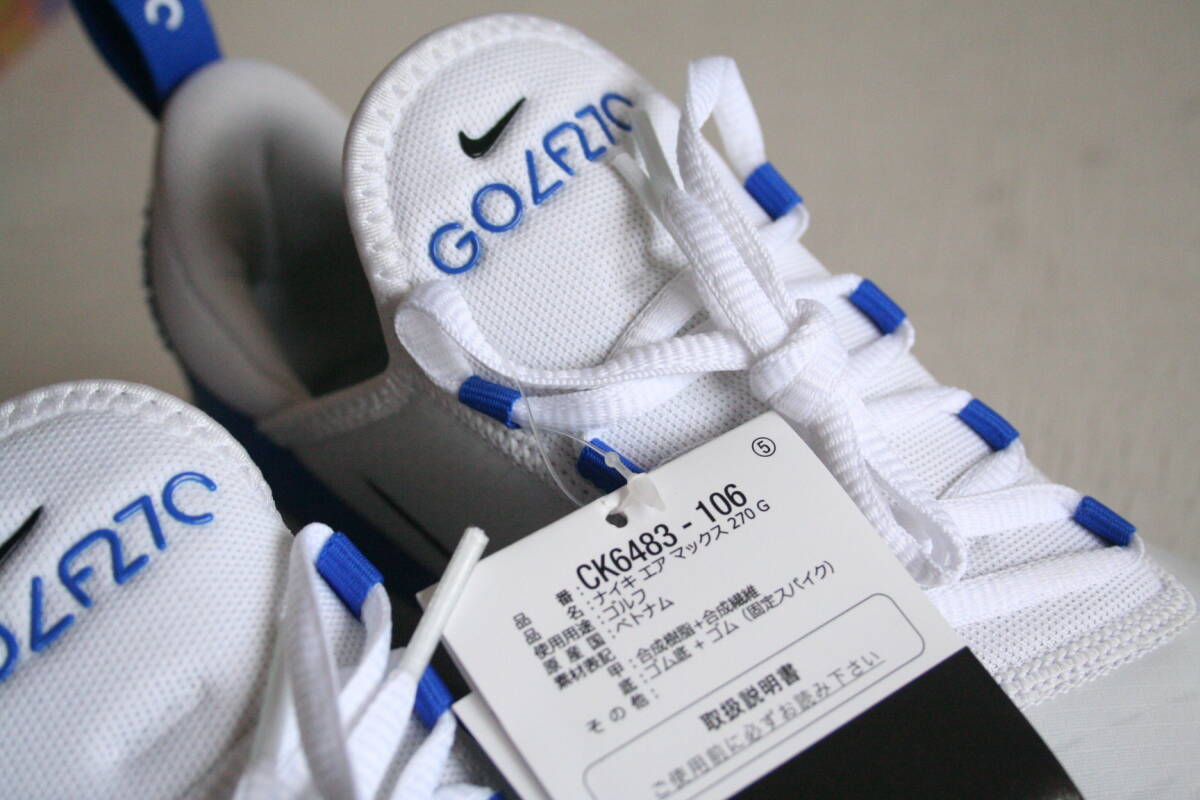 GOLF270
OLF270
⑤
品 番 : CK6483 - 106
品 名 : ナイキ エア マックス 270 G
使用用途 : ゴルフ
原 産 国 : ベトナム
素材表記 甲 : 合成樹脂+合成繊維
底 : ゴム底 + ゴム (固定スパイク)
そ の 他 :
取扱説明書
ご使用前に必ずお読み下さい